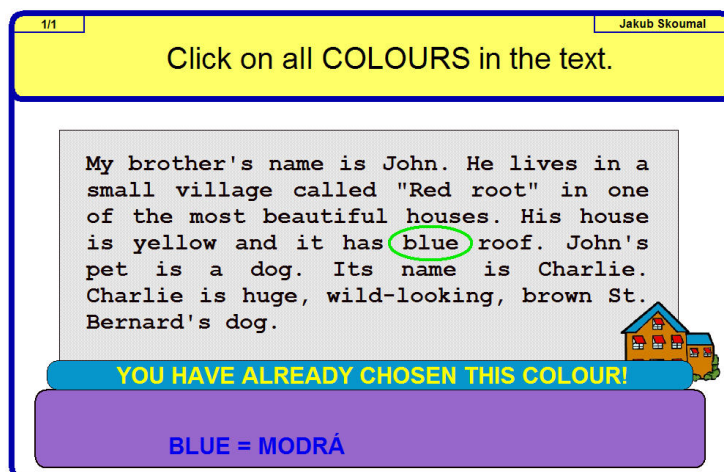 1/1
Jakub Skoumal
Click on all COLOURS in the text.
My brother's name is John. He lives in a
small village called "Red root" in one
of the most beautiful houses. His house
is yellow and it has blue roof. John's
pet is a dog. Its name is Charlie.
Charlie is huge, wild-looking, brown St.
Bernard's dog.
YOU HAVE ALREADY CHOSEN THIS COLOUR!
BLUE = MODRÁ